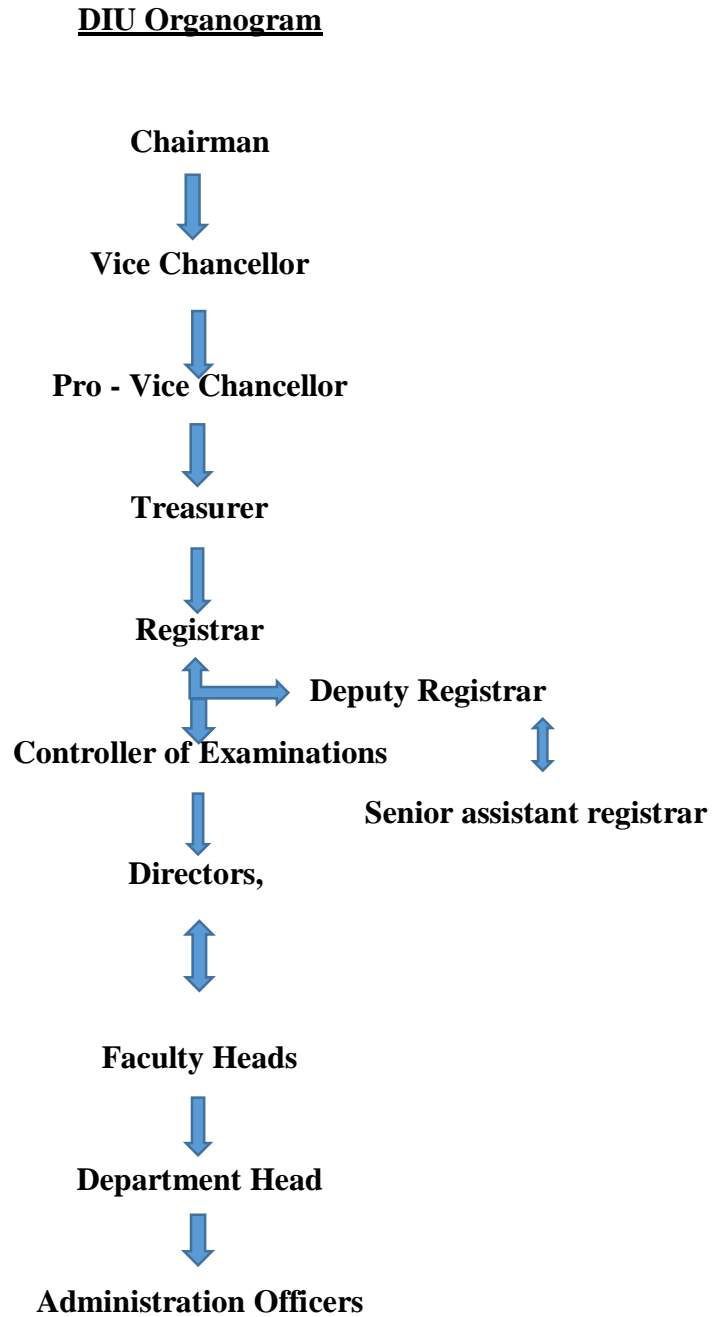 DIU Organogram
Chairman
Vice Chancellor
Pro - Vice Chancellor
Treasurer
Registrar
Deputy Registrar
Controller of Examinations
Senior assistant registrar
Directors,
Faculty Heads
Department Head
Administration Officers